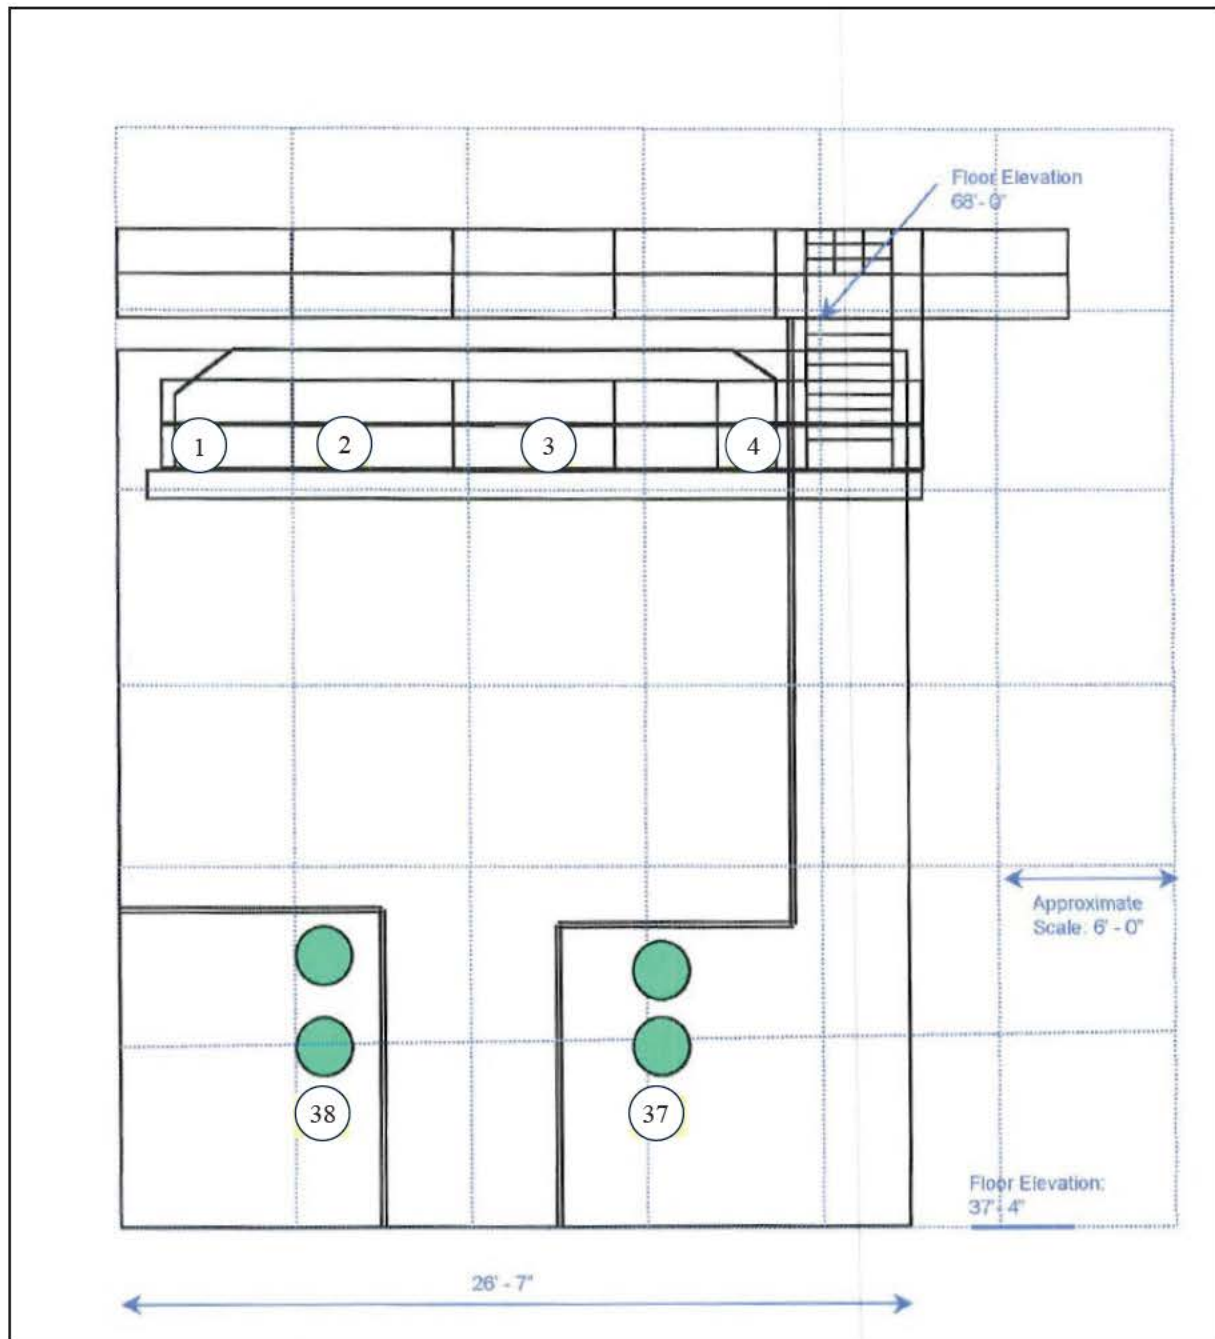 Floor Elevation
68'- 0"
1
2
3
4
Approximate
Scale: 6' - 0"
38
37
Floor Elevation:
37'- 4"
26' - 7"